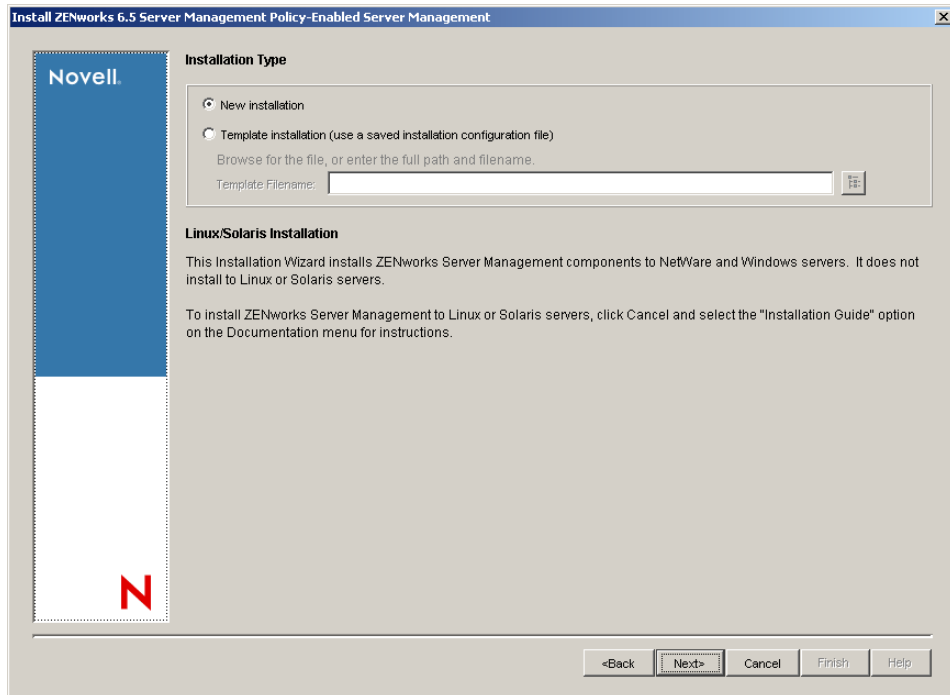 Install ZENworks 6.5 Server Management Policy-Enabled Server Management
Novell.
Installation Type
New installation
Template installation (use a saved installation configuration file)
Browse for the file, or enter the full path and filename.
Template Filename:
Linux/Solaris Installation
This Installation Wizard installs ZENworks Server Management components to NetWare and Windows servers. It does not
install to Linux or Solaris servers.
To install ZENworks Server Management to Linux or Solaris servers, click Cancel and select the "Installation Guide" option
on the Documentation menu for instructions.
N
<Back Next> Cancel Finish Help